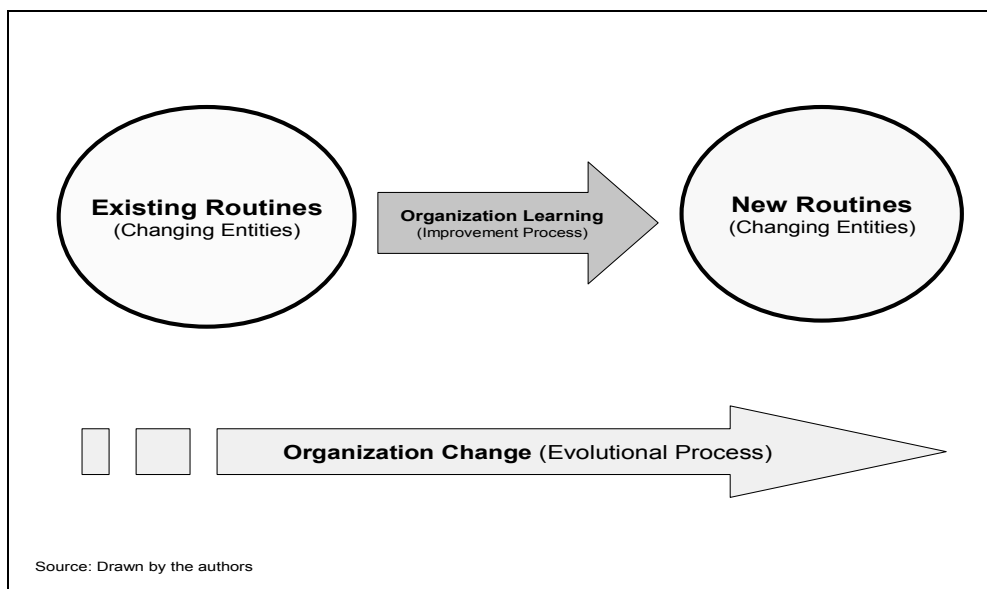 Existing Routines
(Changing Entities)
Organization Learning
(Improvement Process)
New Routines
(Changing Entities)
Organization Change (Evolutional Process)
Source: Drawn by the authors